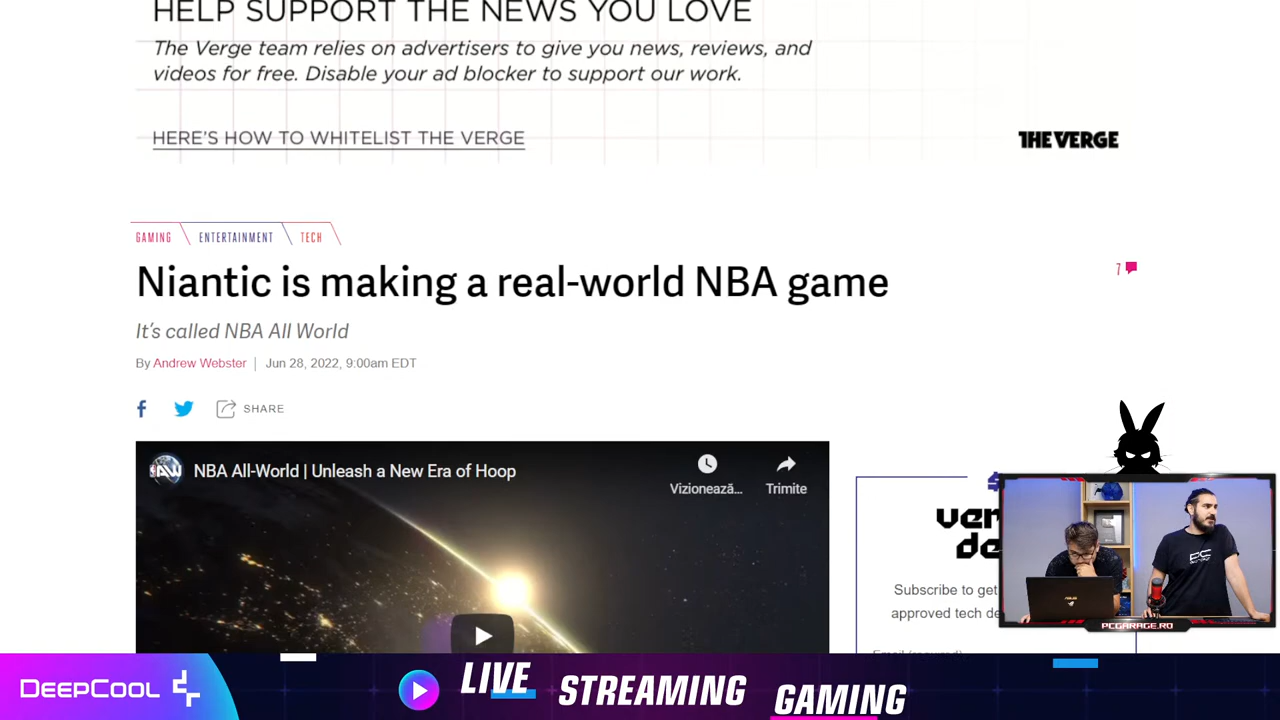 HELP SUPPORT THE NEWS YOU LOVE
The Verge team relies on advertisers to give you news, reviews, and
videos for free. Disable your ad blocker to support our work.
HERE'S HOW TO WHITELIST THE VERGE
THE VERGE
GAMING ENTERTAINMENT TECH
Niantic is making a real-world NBA game
7
It's called NBA All World
By Andrew Webster | Jun 28, 2022, 9:00am EDT
SHARE
NBA All-World | Unleash a New Era of Hoop
Vizionează...
Trimite
Subscribe to get
approved tech de
PCGARAGE.RO
DEEPCOOL
LIVE STREAMING GAMING